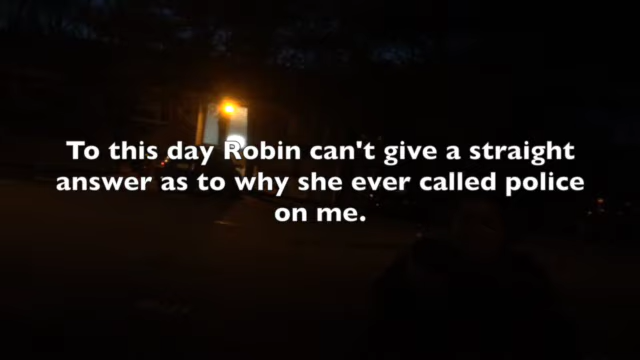 To this day Robin can't give a straight
answer as to why she ever called police
on me.